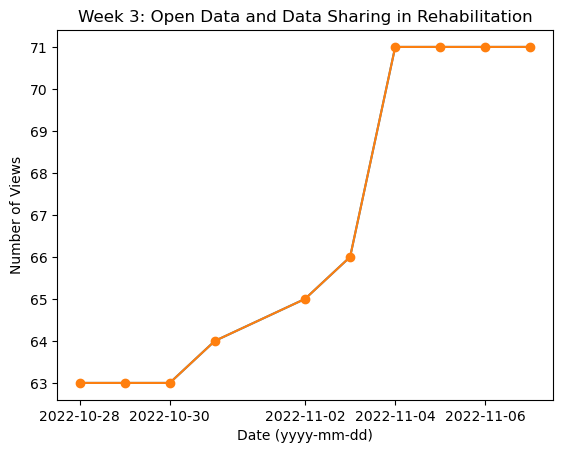 Week 3: Open Data and Data Sharing in Rehabilitation
71
70
69
68
67
66
65
64
63
Number of Views
2022-10-28 2022-10-30 2022-11-02 2022-11-04 2022-11-06
Date (yyyy-mm-dd)